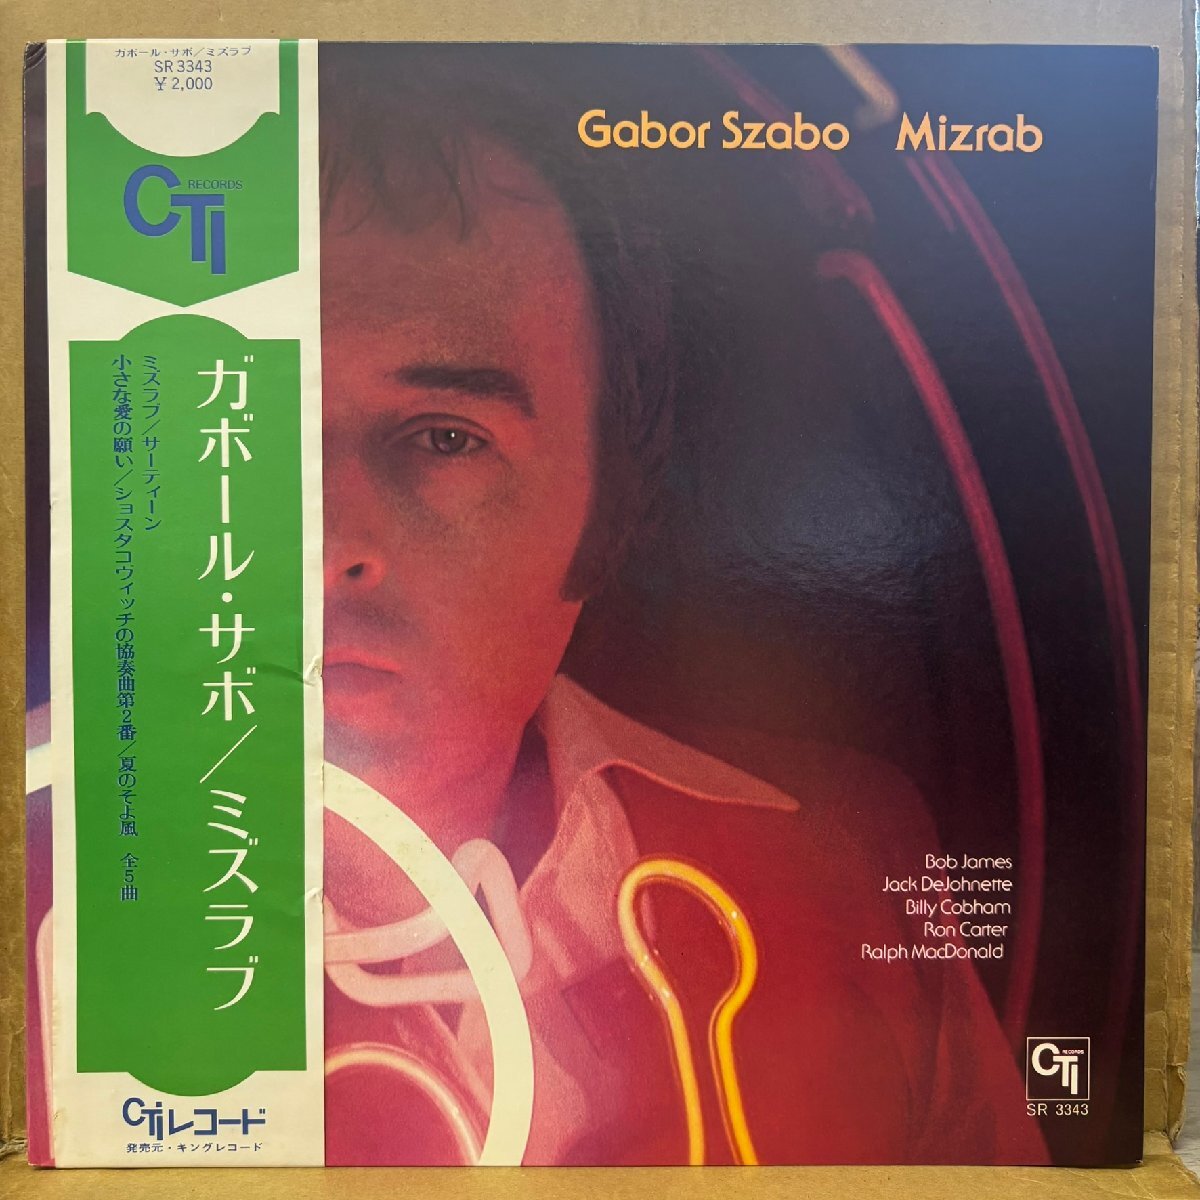 ガボール・サボ／ミズラブ
SR 3343
¥ 2,000
CTI RECORDS
ガボール・サボ／ミズラブ
ミズラブ／サーティーン
小さな愛の願い／ショスタコヴィッチの協奏曲第2番／夏のそよ風 全5曲
CTiレコード
発売元・キングレコード
Gabor Szabo Mizrab
Bob James
Jack DeJohnette
Billy Cobham
Ron Carter
Ralph MacDonald
CTI RECORDS
SR 3343